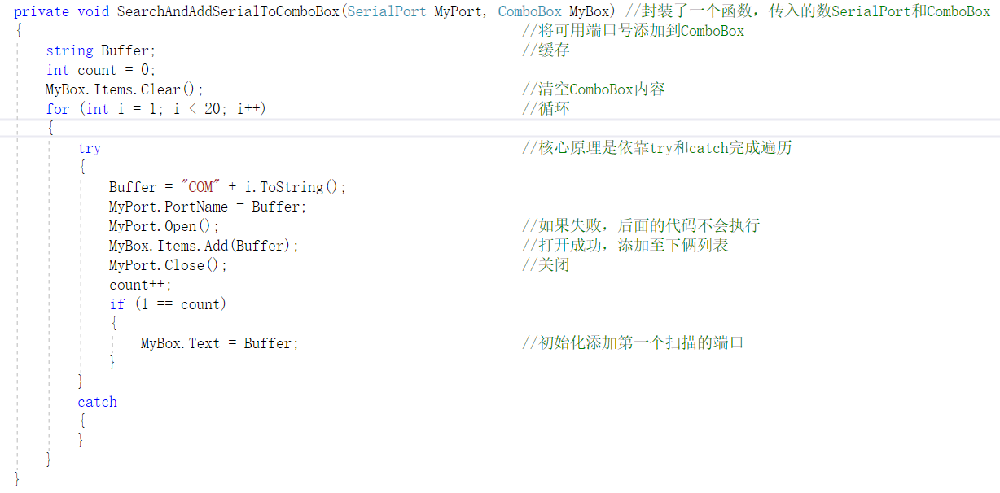 private void SearchAndAddSerialToComboBox(SerialPort MyPort, ComboBox MyBox) //封装了一个函数，传入的数SerialPort和ComboBox
{ //将可用端口号添加到ComboBox
string Buffer; //缓存
int count = 0;
MyBox.Items.Clear(); //清空ComboBox内容
for (int i = 1; i < 20; i++) //循环
{
try //核心原理是依靠try和catch完成遍历
{
Buffer = "COM" + i.ToString();
MyPort.PortName = Buffer;
MyPort.Open(); //如果失败，后面的代码不会执行
MyBox.Items.Add(Buffer); //打开成功，添加至下俩列表
MyPort.Close(); //关闭
count++;
if (1 == count)
{
MyBox.Text = Buffer; //初始化添加第一个扫描的端口
}
}
catch
{
}
}
}